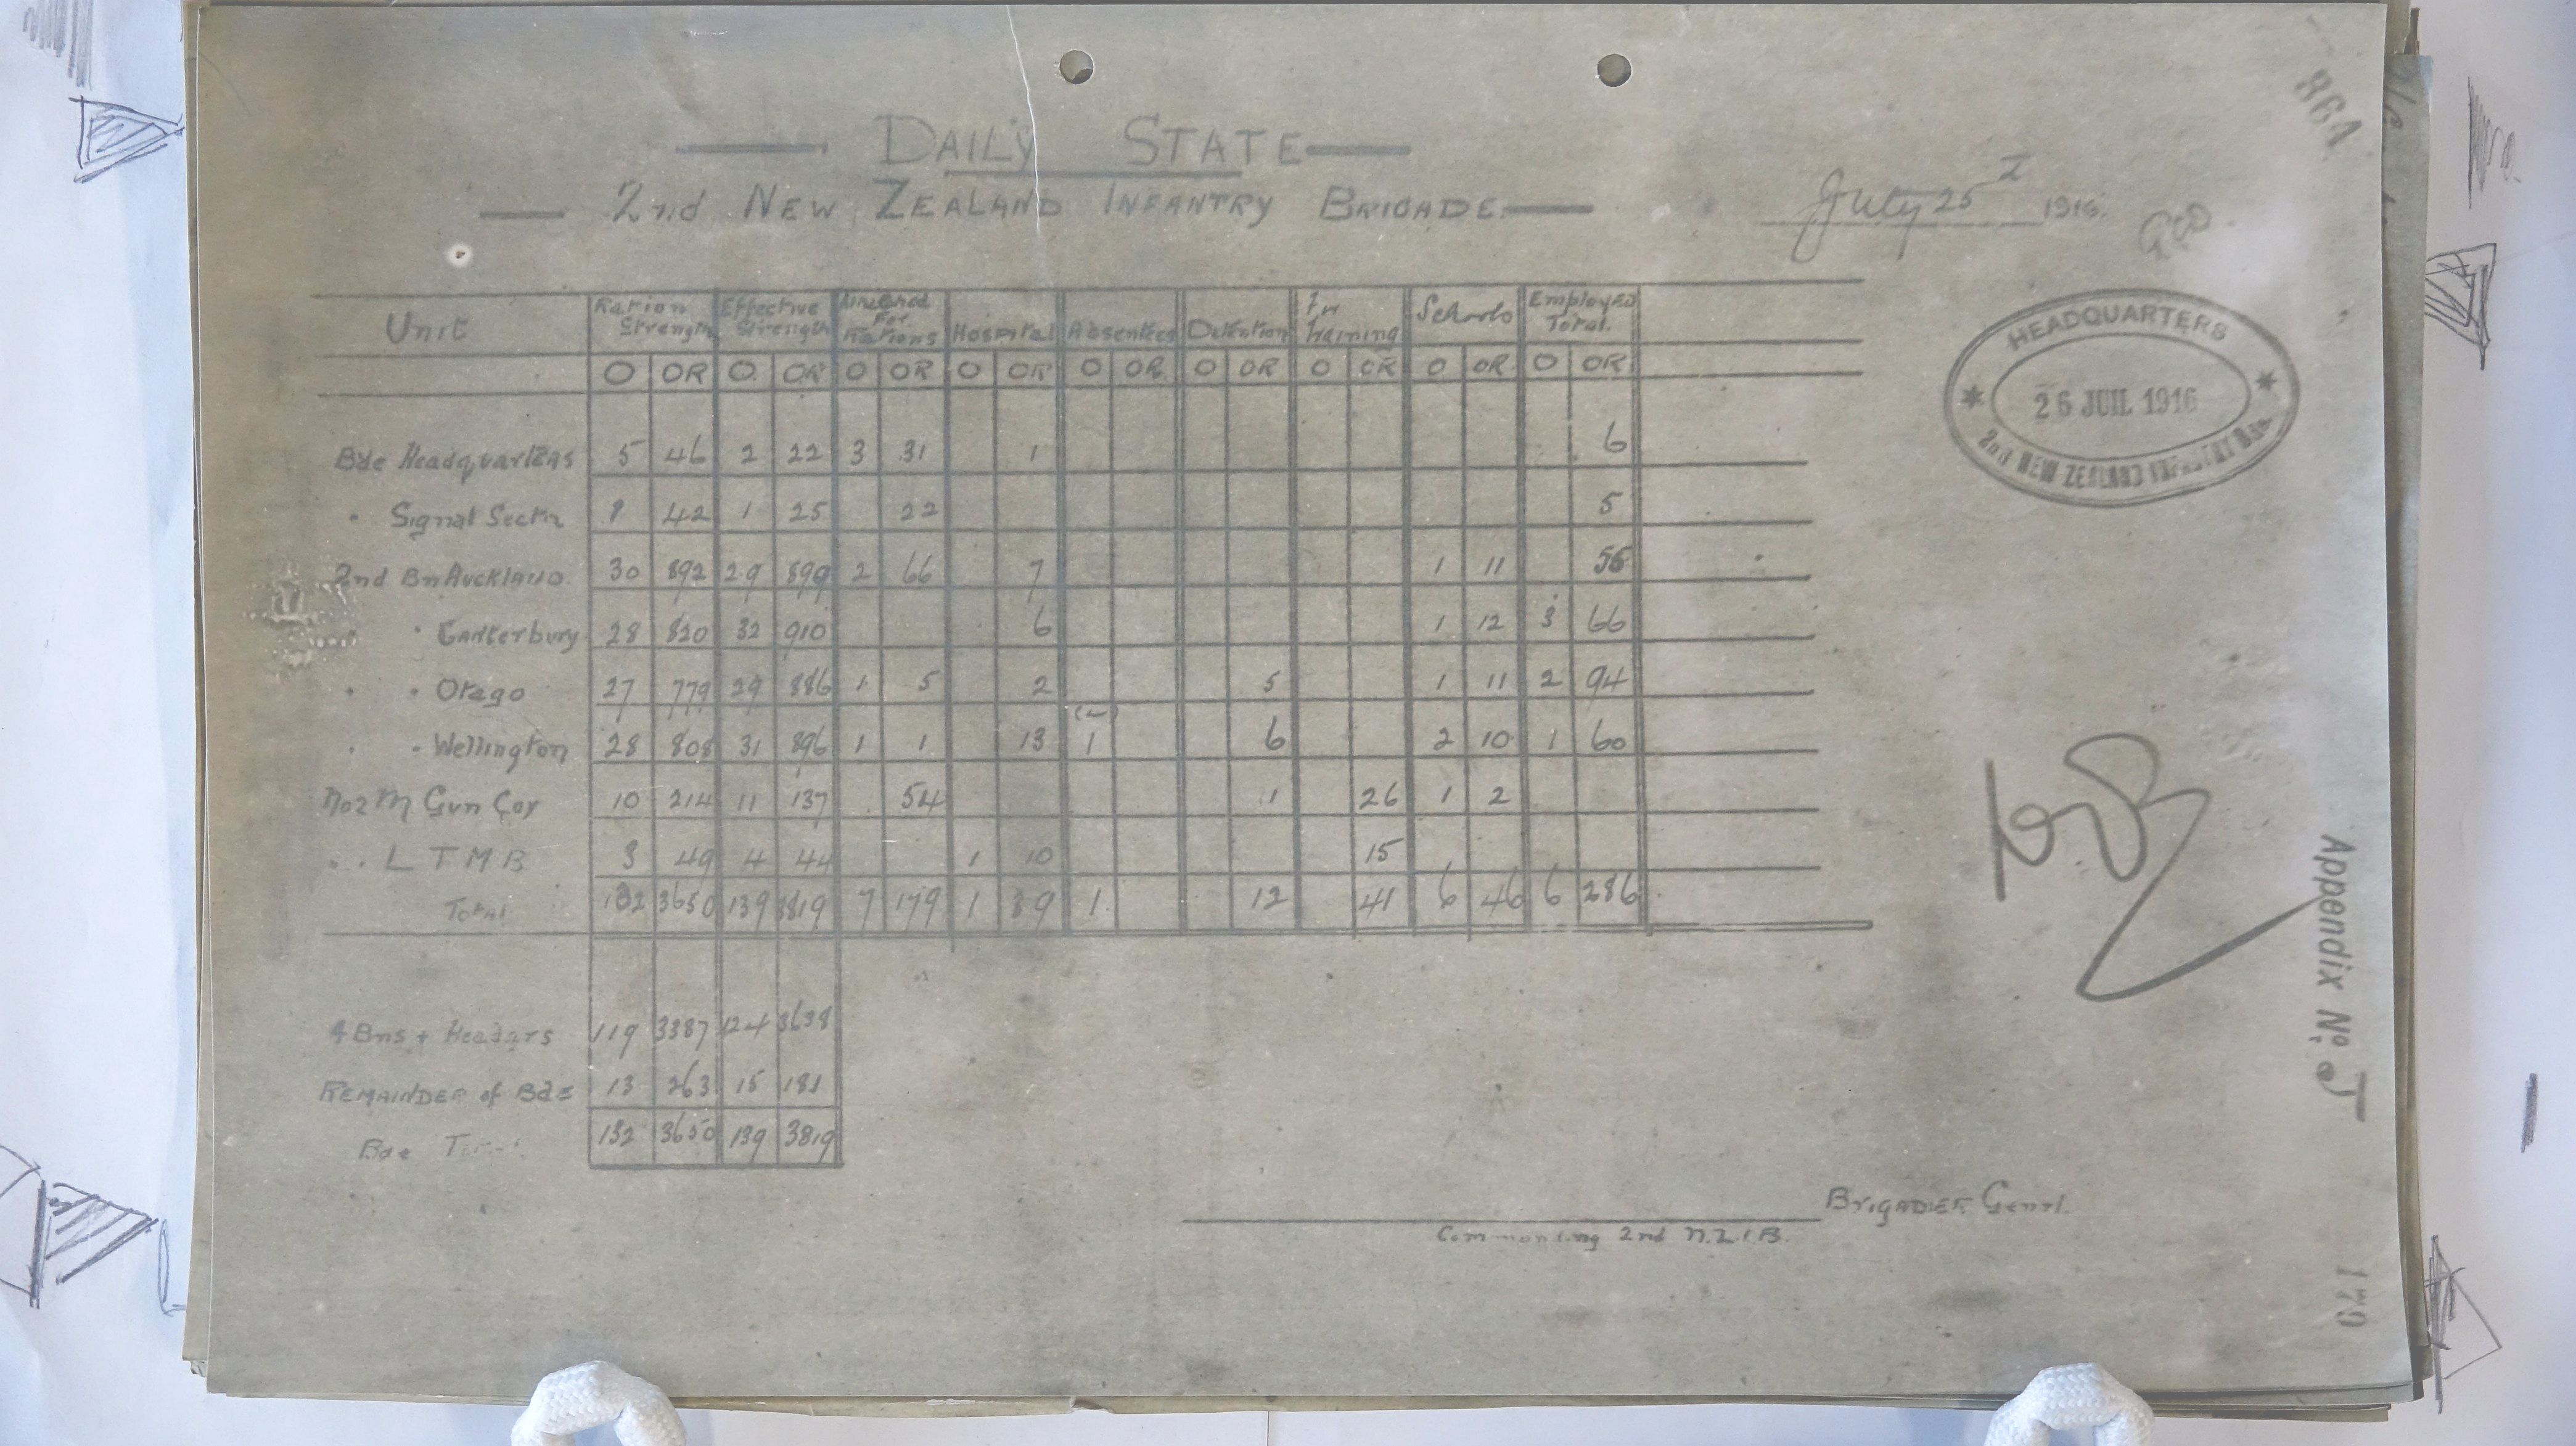 864
DAILY STATE
2nd NEW ZEALAND INFANTRY BRIGADE
July 25 1916.
HEADQUARTERS
26 JUIL 1916
2nd NEW ZEALAND INFANTRY BDE
Unit Ration Strength Effective Strength Attached For Rations Hospital Absentees Detention In Training Schools Employed Total.
O OR O OR O OR O OR O OR O OR O OR O OR O OR
Bde Headquarters 5 46 2 22 3 31 1 6
" Signal Sectn 1 42 1 25 22 5
2nd Bn Auckland 30 892 29 899 2 66 7 1 11 56
" Canterbury 28 820 32 910 6 1 12 3 66
" " Otago 27 779 29 886 1 5 2 5 1 11 2 94
" " Wellington 28 808 31 896 1 1 13 1 6 2 10 1 60
No2 M Gun Coy 10 214 11 137 54 1 26 1 2
" " L T M B 3 49 4 44 1 10 15
Total 132 3650 139 3819 7 179 1 39 1 12 41 6 46 6 286
4 Bns + Headqrs 119 3387 124 3638
REMAINDER of Bde 13 263 15 181
Bde Total 132 3650 139 3819
Appendix No. J
BRIGADIER Genrl.
Commanding 2nd N.Z.I.B.
170